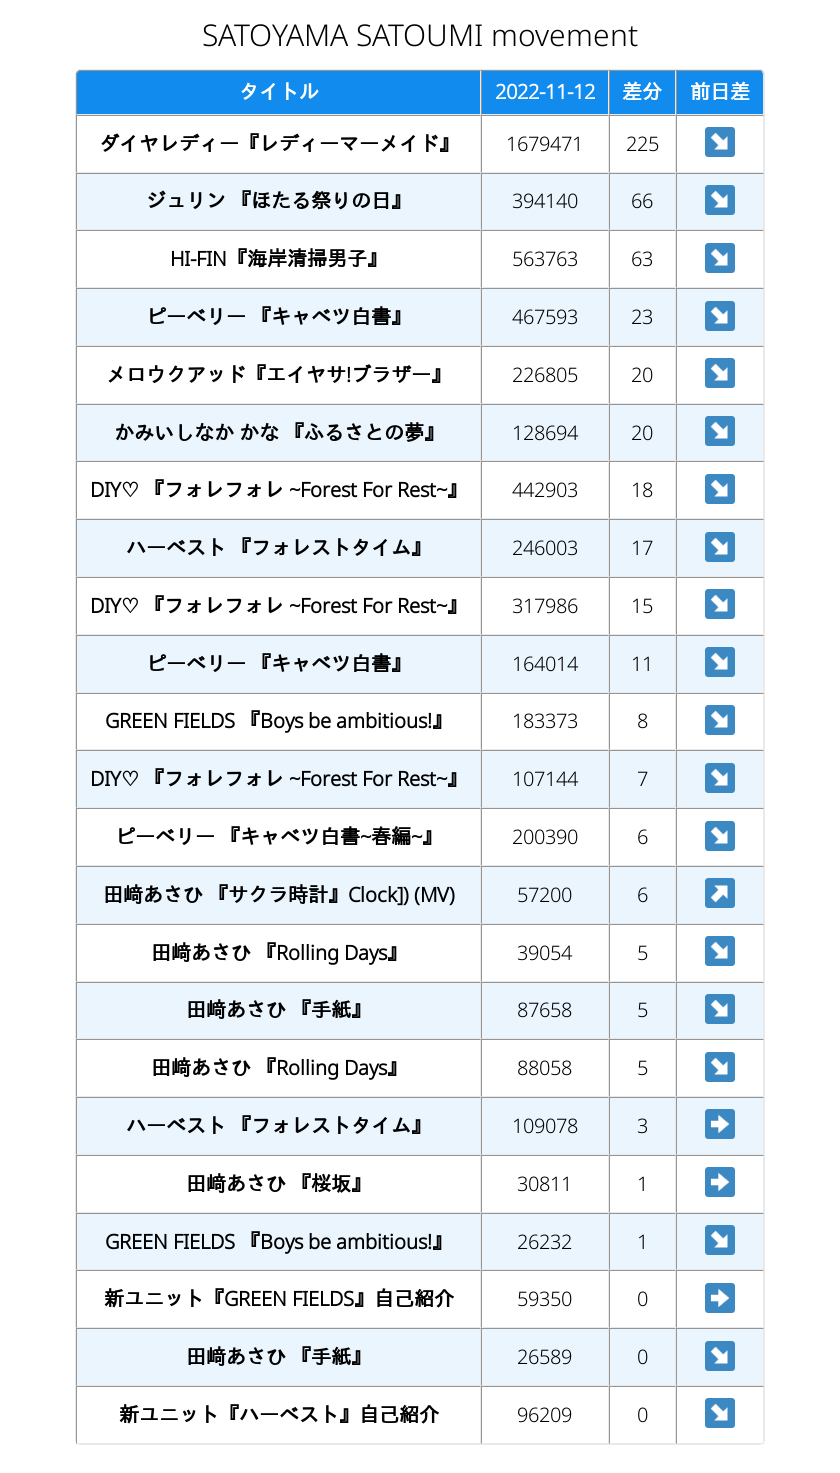 SATOYAMA SATOUMI movement
タイトル 2022-11-12 差分 前日差
ダイヤレディー『レディーマーメイド』 1679471 225 ↘
ジュリン 『ほたる祭りの日』 394140 66 ↘
HI-FIN『海岸清掃男子』 563763 63 ↘
ピーベリー 『キャベツ白書』 467593 23 ↘
メロウクアッド『エイヤサ!ブラザー』 226805 20 ↘
かみいしなか かな 『ふるさとの夢』 128694 20 ↘
DIY♡ 『フォレフォレ ~Forest For Rest~』 442903 18 ↘
ハーベスト 『フォレストタイム』 246003 17 ↘
DIY♡ 『フォレフォレ ~Forest For Rest~』 317986 15 ↘
ピーベリー 『キャベツ白書』 164014 11 ↘
GREEN FIELDS 『Boys be ambitious!』 183373 8 ↘
DIY♡ 『フォレフォレ ~Forest For Rest~』 107144 7 ↘
ピーベリー 『キャベツ白書~春編~』 200390 6 ↘
田﨑あさひ 『サクラ時計』Clock]) (MV) 57200 6 ↗
田﨑あさひ 『Rolling Days』 39054 5 ↘
田﨑あさひ 『手紙』 87658 5 ↘
田﨑あさひ 『Rolling Days』 88058 5 ↘
ハーベスト 『フォレストタイム』 109078 3 ➡
田﨑あさひ 『桜坂』 30811 1 ➡
GREEN FIELDS 『Boys be ambitious!』 26232 1 ↘
新ユニット『GREEN FIELDS』自己紹介 59350 0 ➡
田﨑あさひ 『手紙』 26589 0 ↘
新ユニット『ハーベスト』自己紹介 96209 0 ↘